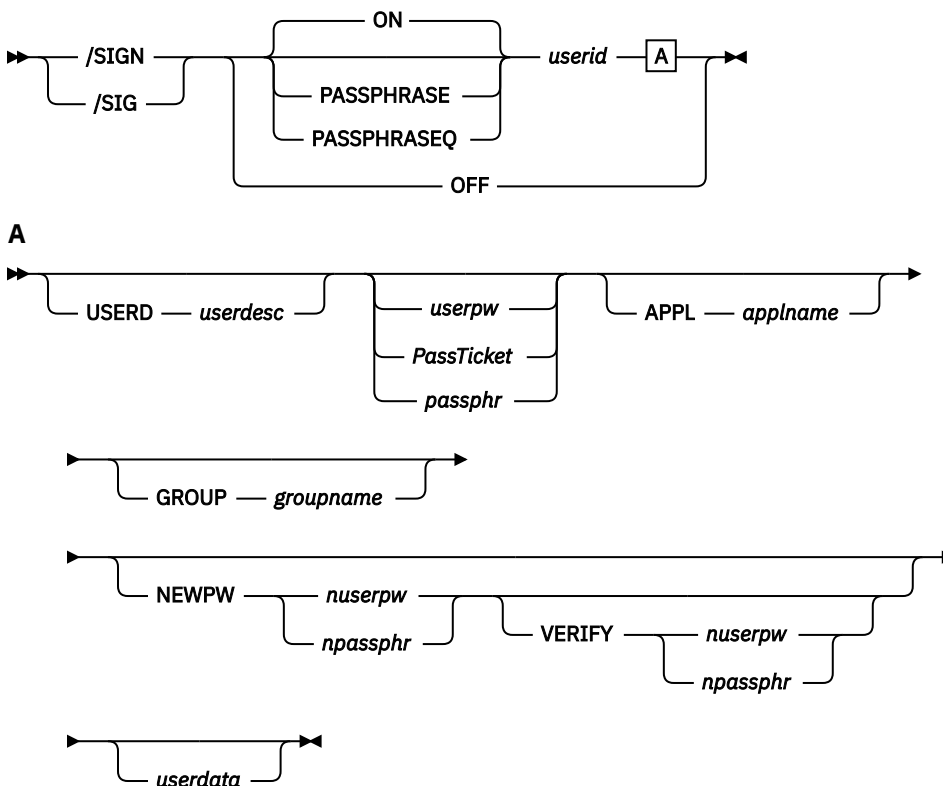 ON
/SIGN userid A
/SIG
PASSPHRASE
PASSPHRASEQ
OFF
A
USERD userdesc
userpw
PassTicket
passphr
APPL applname
GROUP groupname
NEWPW nuserpw
npassphr
VERIFY nuserpw
npassphr
userdata